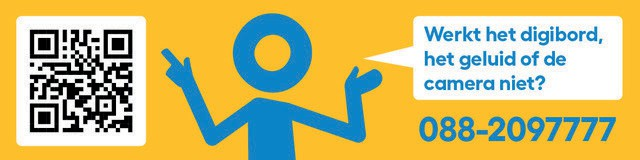 Werkt het digibord,
het geluid of de
camera niet?
088-2097777